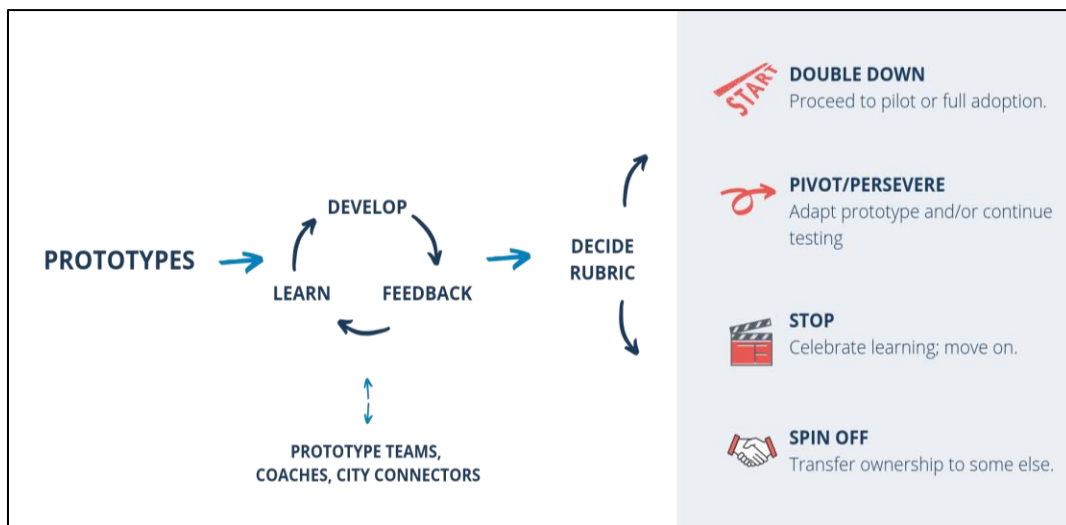 PROTOTYPES
DEVELOP
LEARN
FEEDBACK
PROTOTYPE TEAMS,
COACHES, CITY CONNECTORS
DECIDE
RUBRIC
START
DOUBLE DOWN
Proceed to pilot or full adoption.
PIVOT/PERSEVERE
Adapt prototype and/or continue
testing
STOP
Celebrate learning; move on.
SPIN OFF
Transfer ownership to some else.